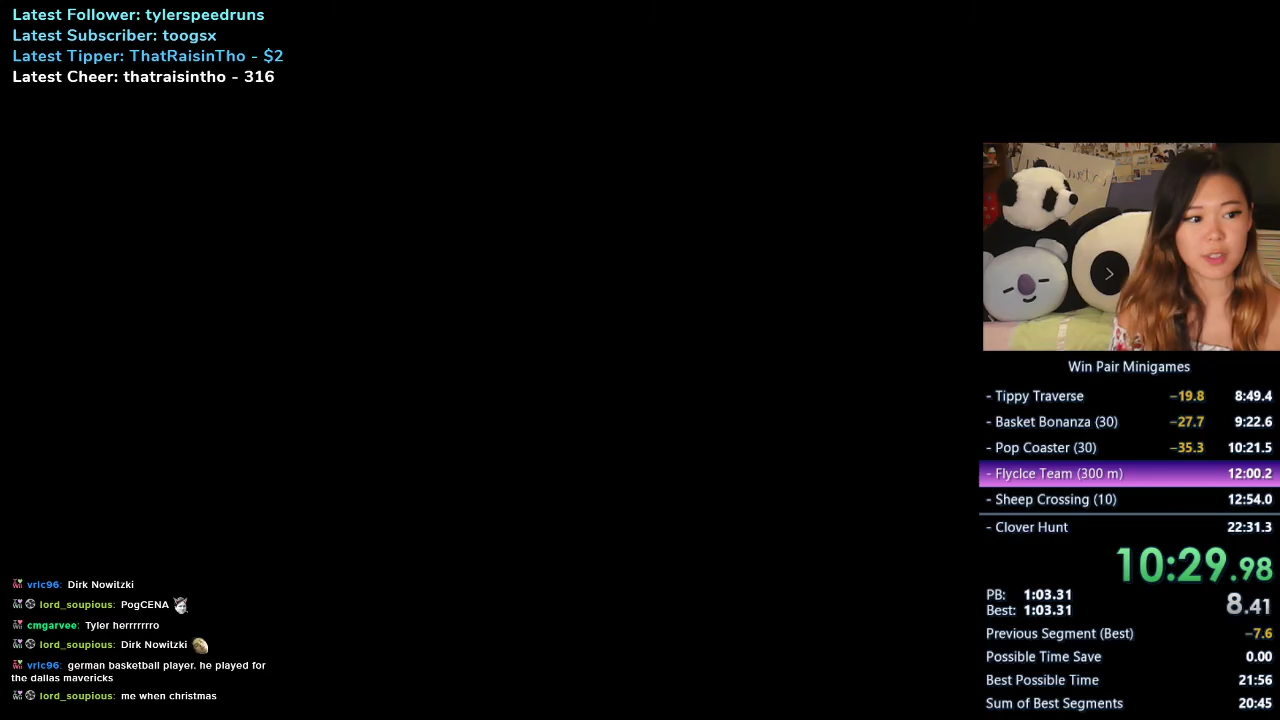 Latest Follower: tylerspeedruns
Latest Subscriber: toogsx
Latest Tipper: ThatRaisinTho - $2
Latest Cheer: thatraisintho - 316
Win Pair Minigames
- Tippy Traverse −19.8 8:49.4
- Basket Bonanza (30) −27.7 9:22.6
- Pop Coaster (30) −35.3 10:21.5
- FlycIce Team (300 m) 12:00.2
- Sheep Crossing (10) 12:54.0
- Clover Hunt 22:31.3
10:29.98
PB: 1:03.31
Best: 1:03.31
8.41
Previous Segment (Best) −7.6
Possible Time Save 0.00
Best Possible Time 21:56
Sum of Best Segments 20:45
vric96: Dirk Nowitzki
lord_soupious: PogCENA
cmgarvee: Tyler herrrrrrro
lord_soupious: Dirk Nowitzki
vric96: german basketball player. he played for
the dallas mavericks
lord_soupious: me when christmas